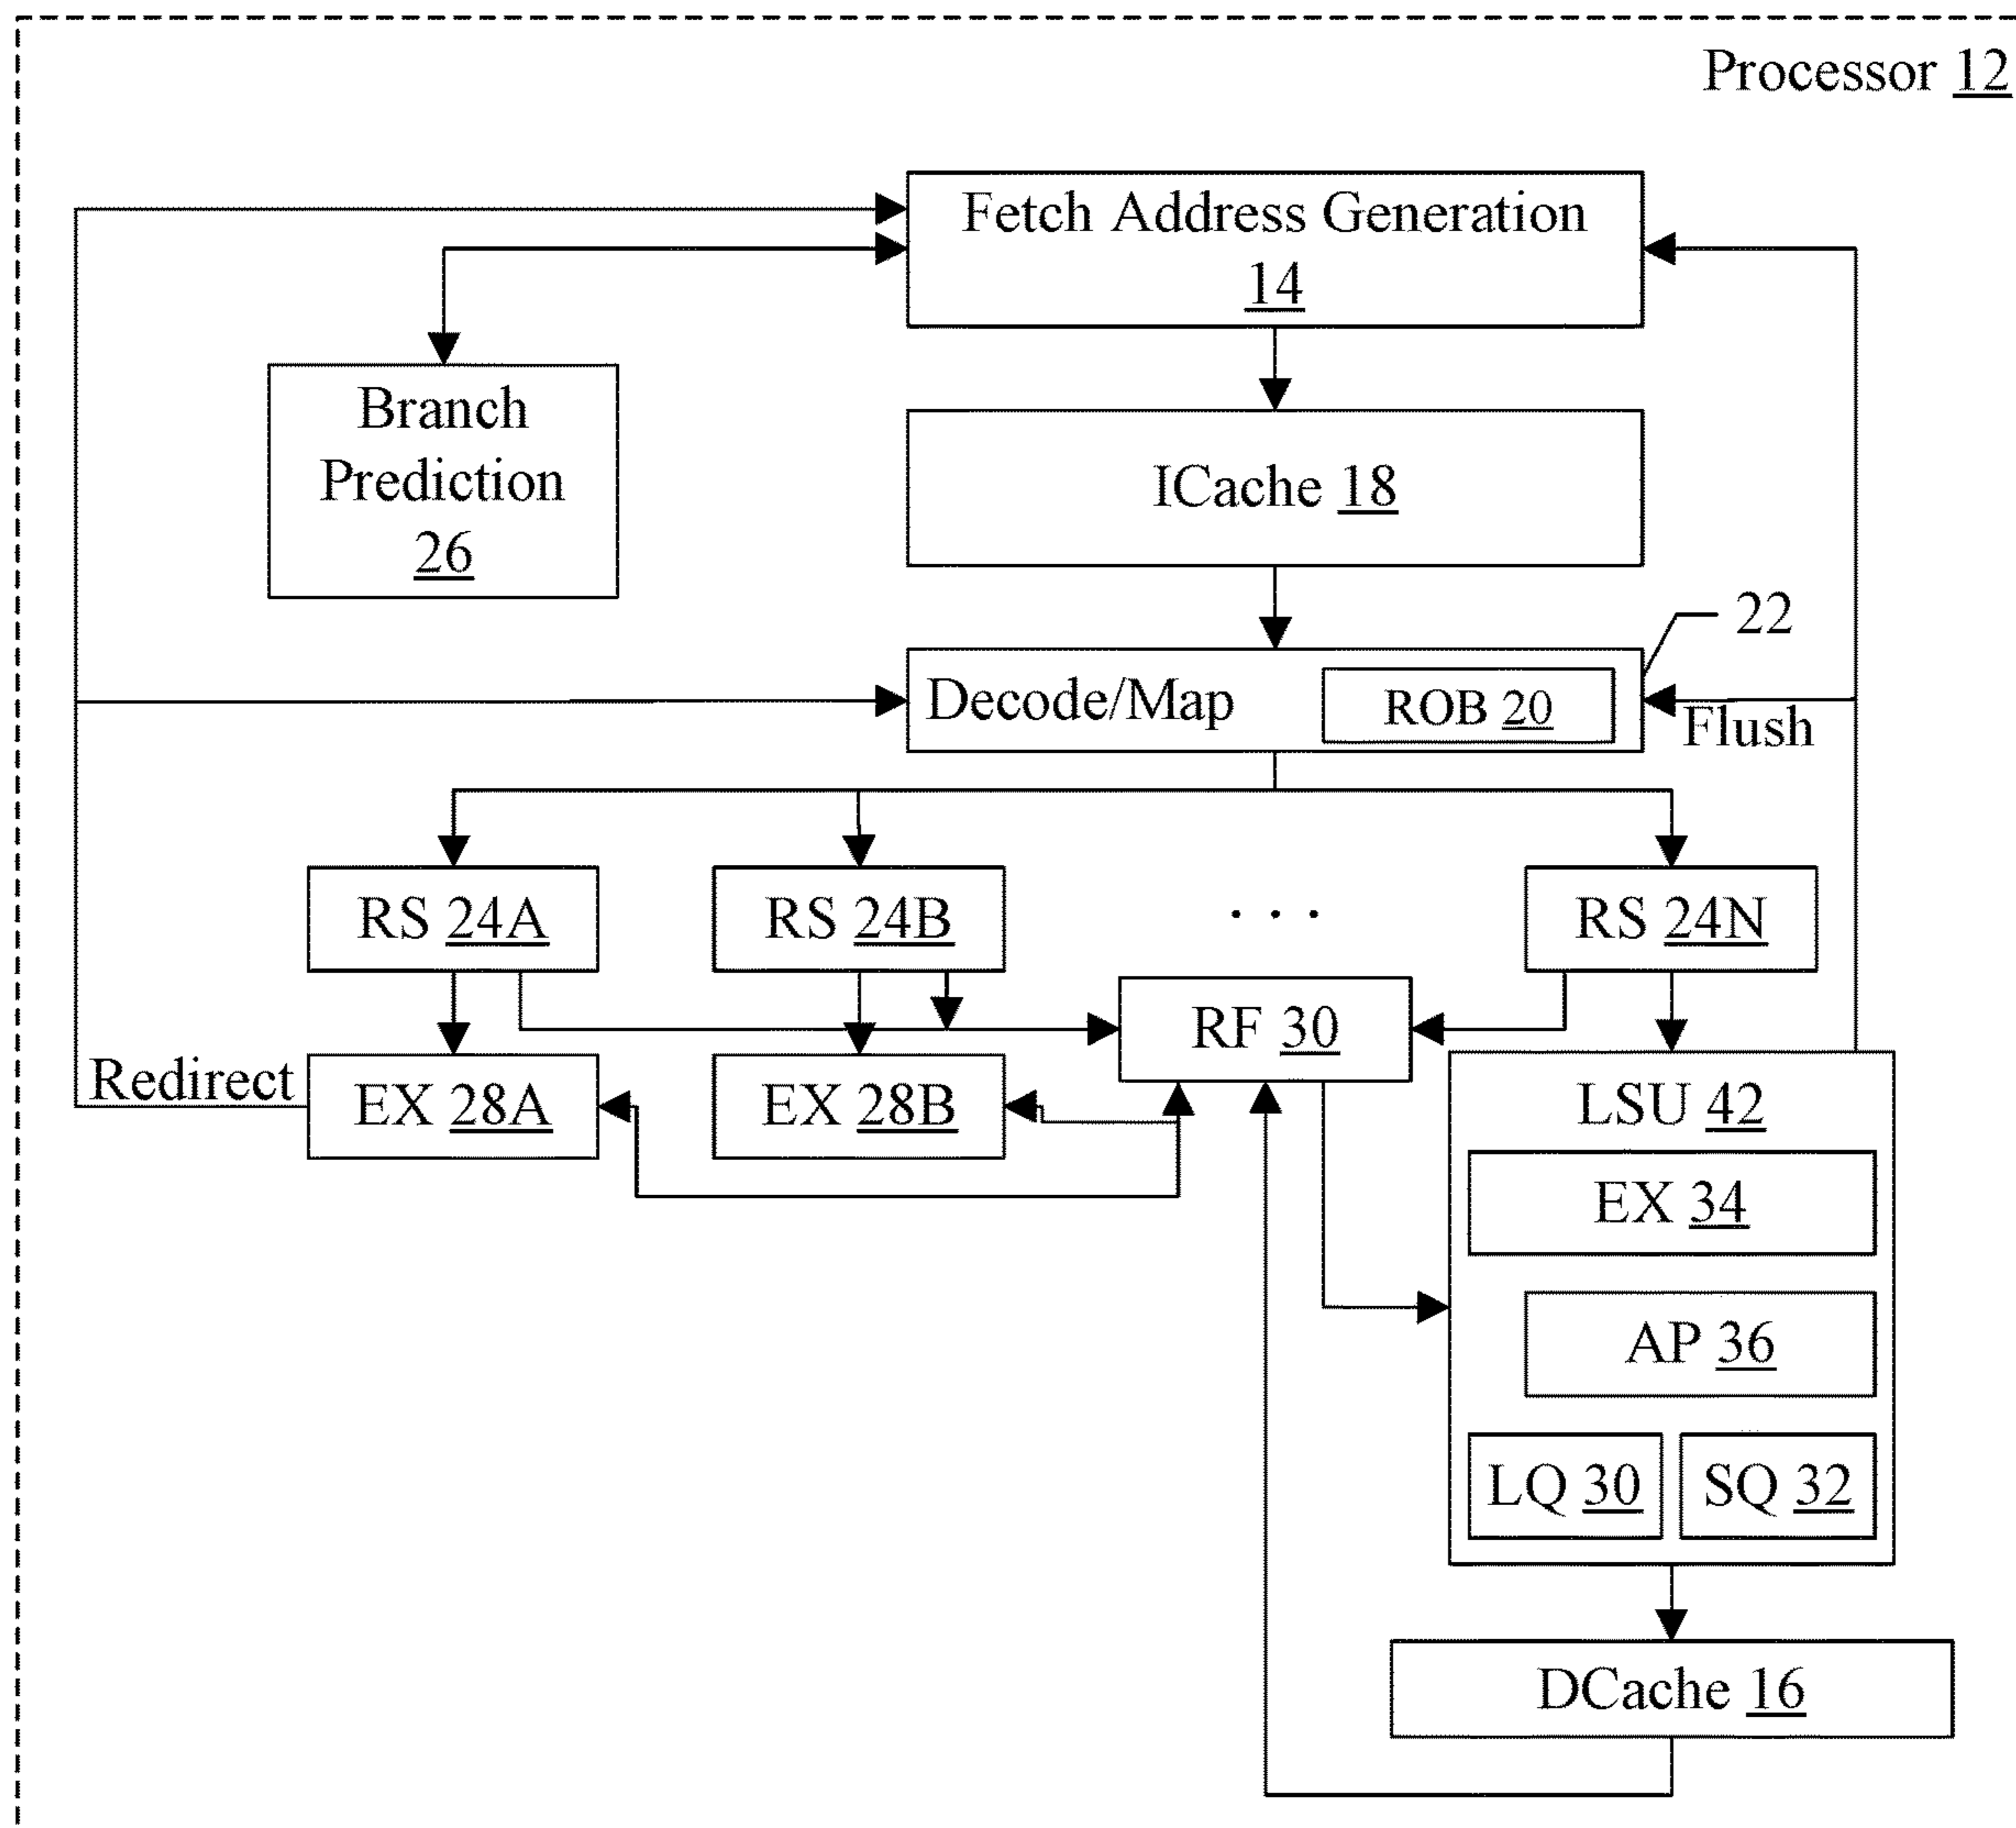 Processor 12
Fetch Address Generation
14
Branch
Prediction
26
ICache 18
22
Decode/Map
ROB 20
Flush
RS 24A
RS 24B
. . .
RS 24N
RF 30
Redirect
EX 28A
EX 28B
LSU 42
EX 34
AP 36
LQ 30
SQ 32
DCache 16